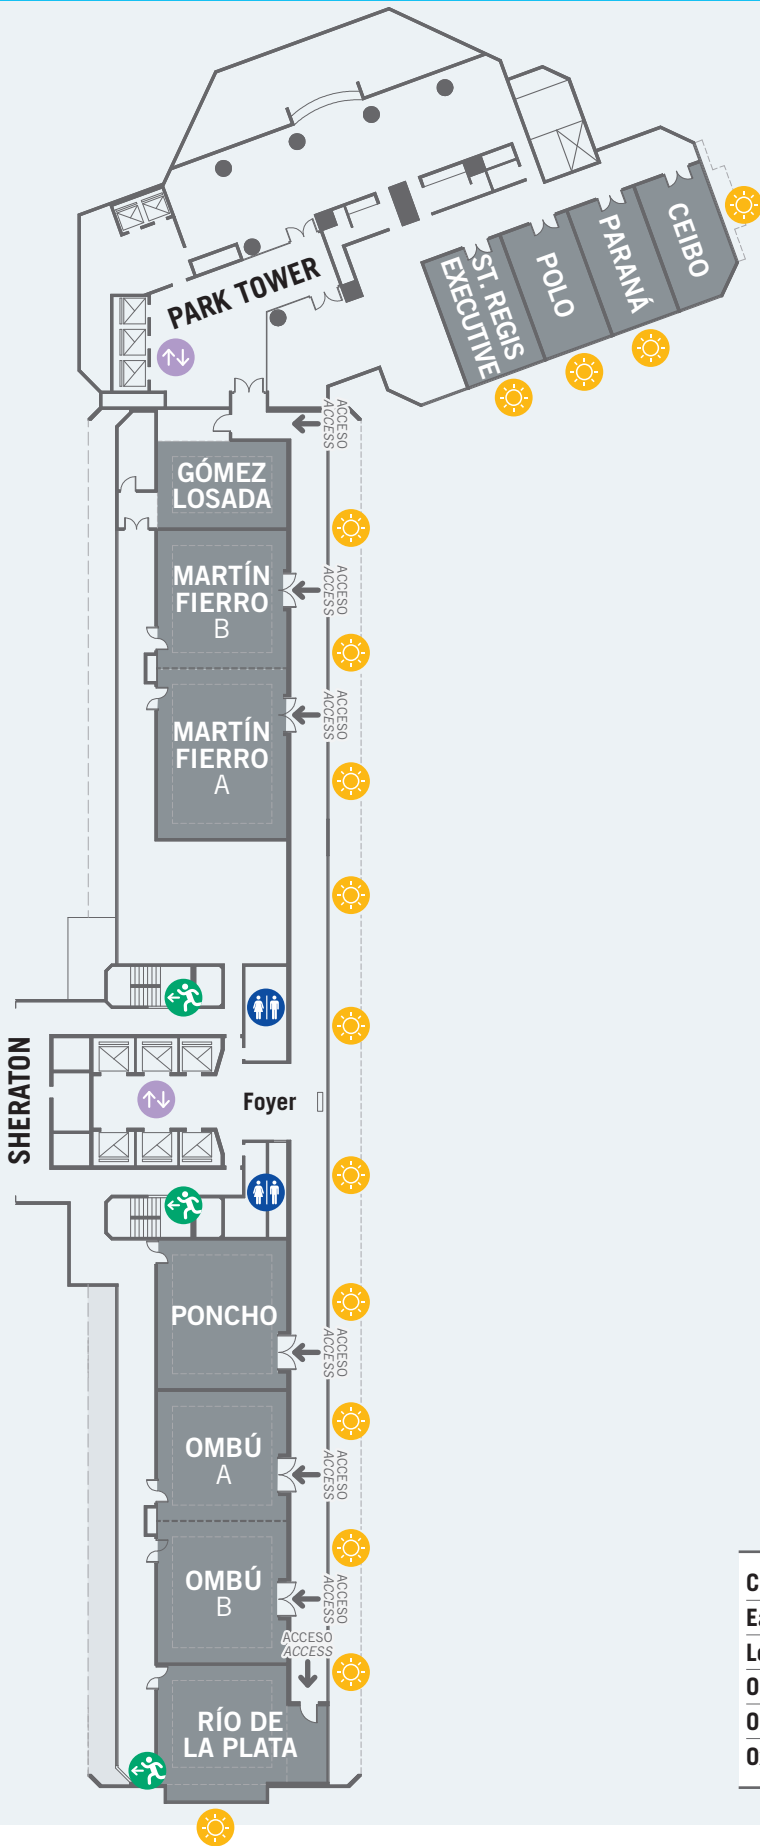 PARK TOWER
ST. REGIS
EXECUTIVE
POLO
PARANÁ
CEIBO
ACCESO
ACCESS
GÓMEZ
LOSADA
MARTÍN
FIERRO
B
ACCESO
ACCESS
MARTÍN
FIERRO
A
ACCESO
ACCESS
SHERATON
Foyer
PONCHO
ACCESO
ACCESS
OMBÚ
A
ACCESO
ACCESS
OMBÚ
B
ACCESO
ACCESS
ACCESO
ACCESS
RÍO DE
LA PLATA